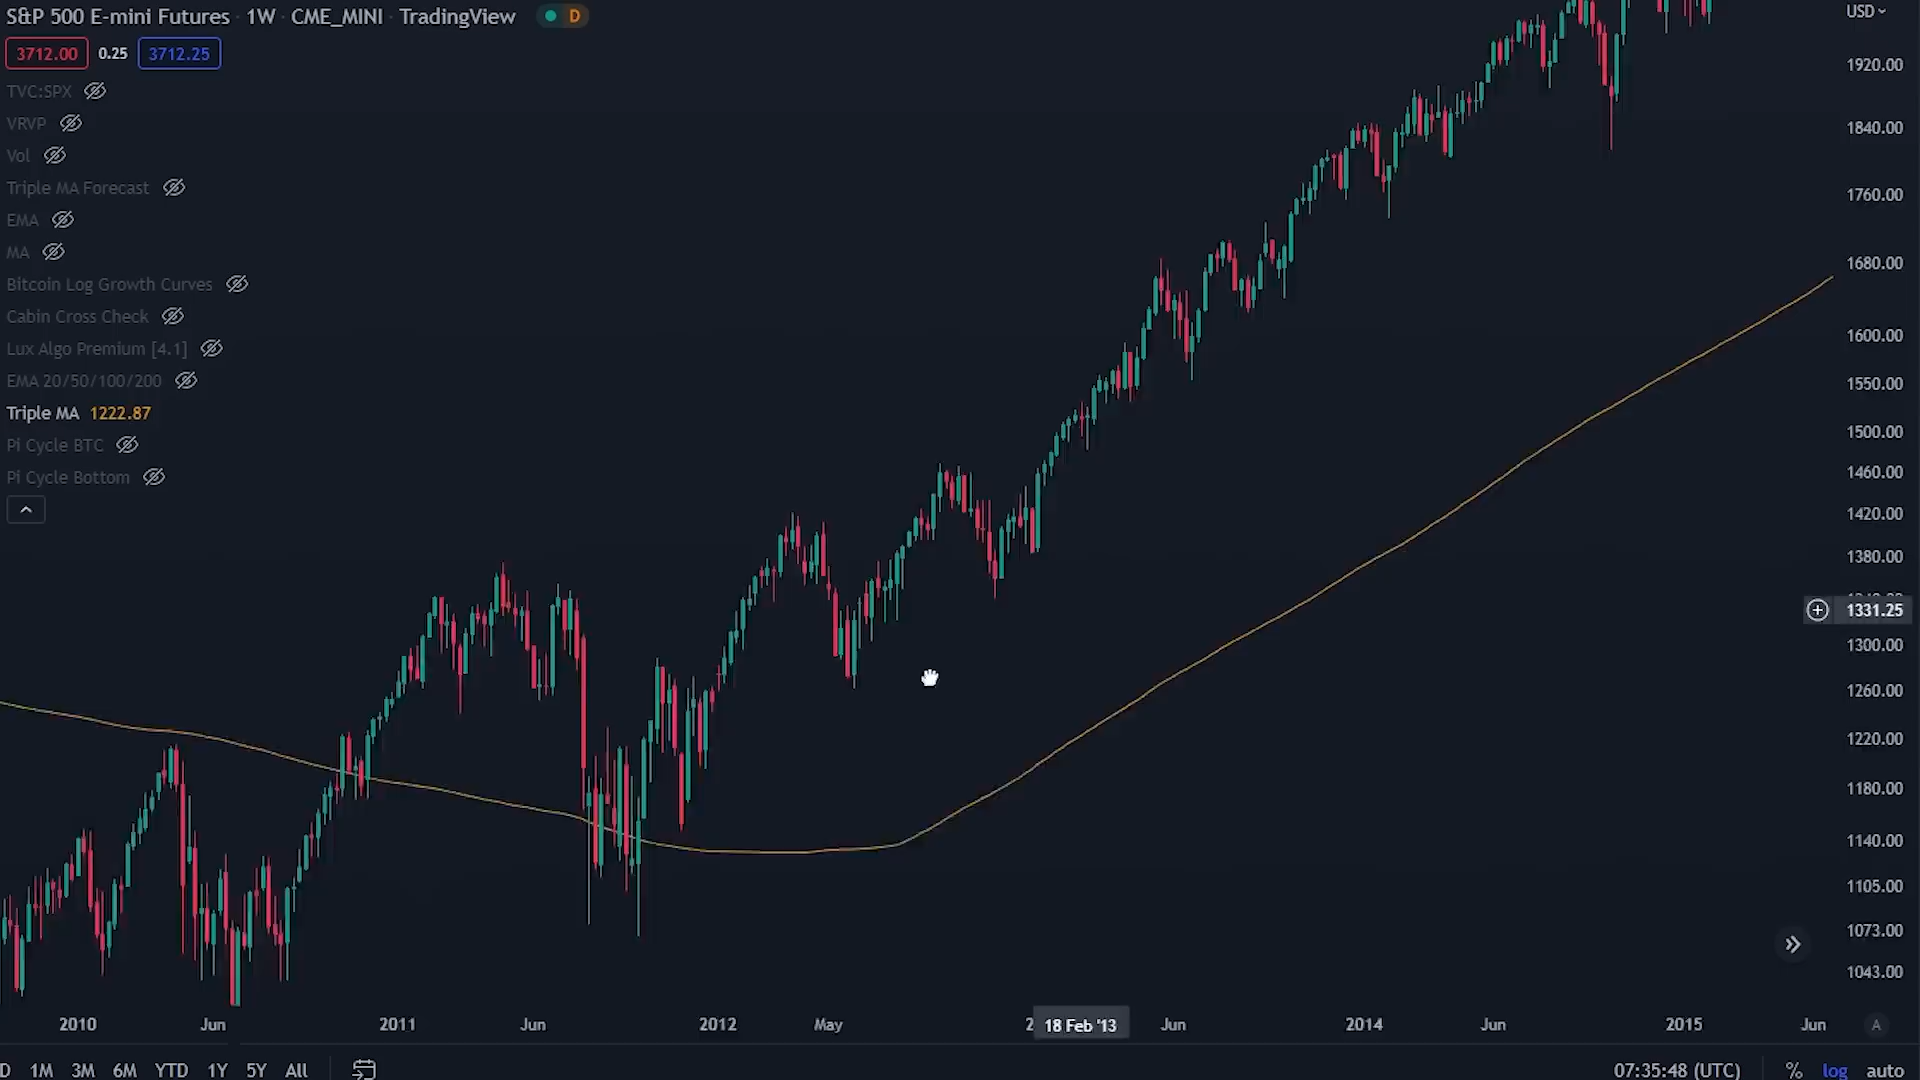 S&P 500 E-mini Futures · 1W · CME_MINI · TradingView D
USD
3712.00 0.25 3712.25
TVC:SPX
VRVP
Vol
Triple MA Forecast
EMA
MA
Bitcoin Log Growth Curves
Cabin Cross Check
Lux Algo Premium [4.1]
EMA 20/50/100/200
Triple MA 1222.87
Pi Cycle BTC
Pi Cycle Bottom
1920.00
1840.00
1760.00
1680.00
1600.00
1550.00
1500.00
1460.00
1420.00
1380.00
1331.25
1300.00
1260.00
1220.00
1180.00
1140.00
1105.00
1073.00
1043.00
2010 Jun 2011 Jun 2012 May 2 18 Feb '13 Jun 2014 Jun 2015 Jun A
D 1M 3M 6M YTD 1Y 5Y All 07:35:48 (UTC) % log auto